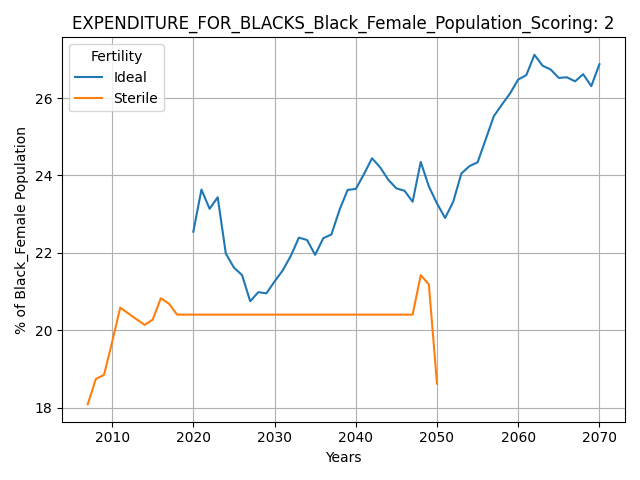 EXPENDITURE_FOR_BLACKS_Black_Female_Population_Scoring: 2
Fertility
Ideal
Sterile
% of Black_Female Population
26
24
22
20
18
2010 2020 2030 2040 2050 2060 2070
Years